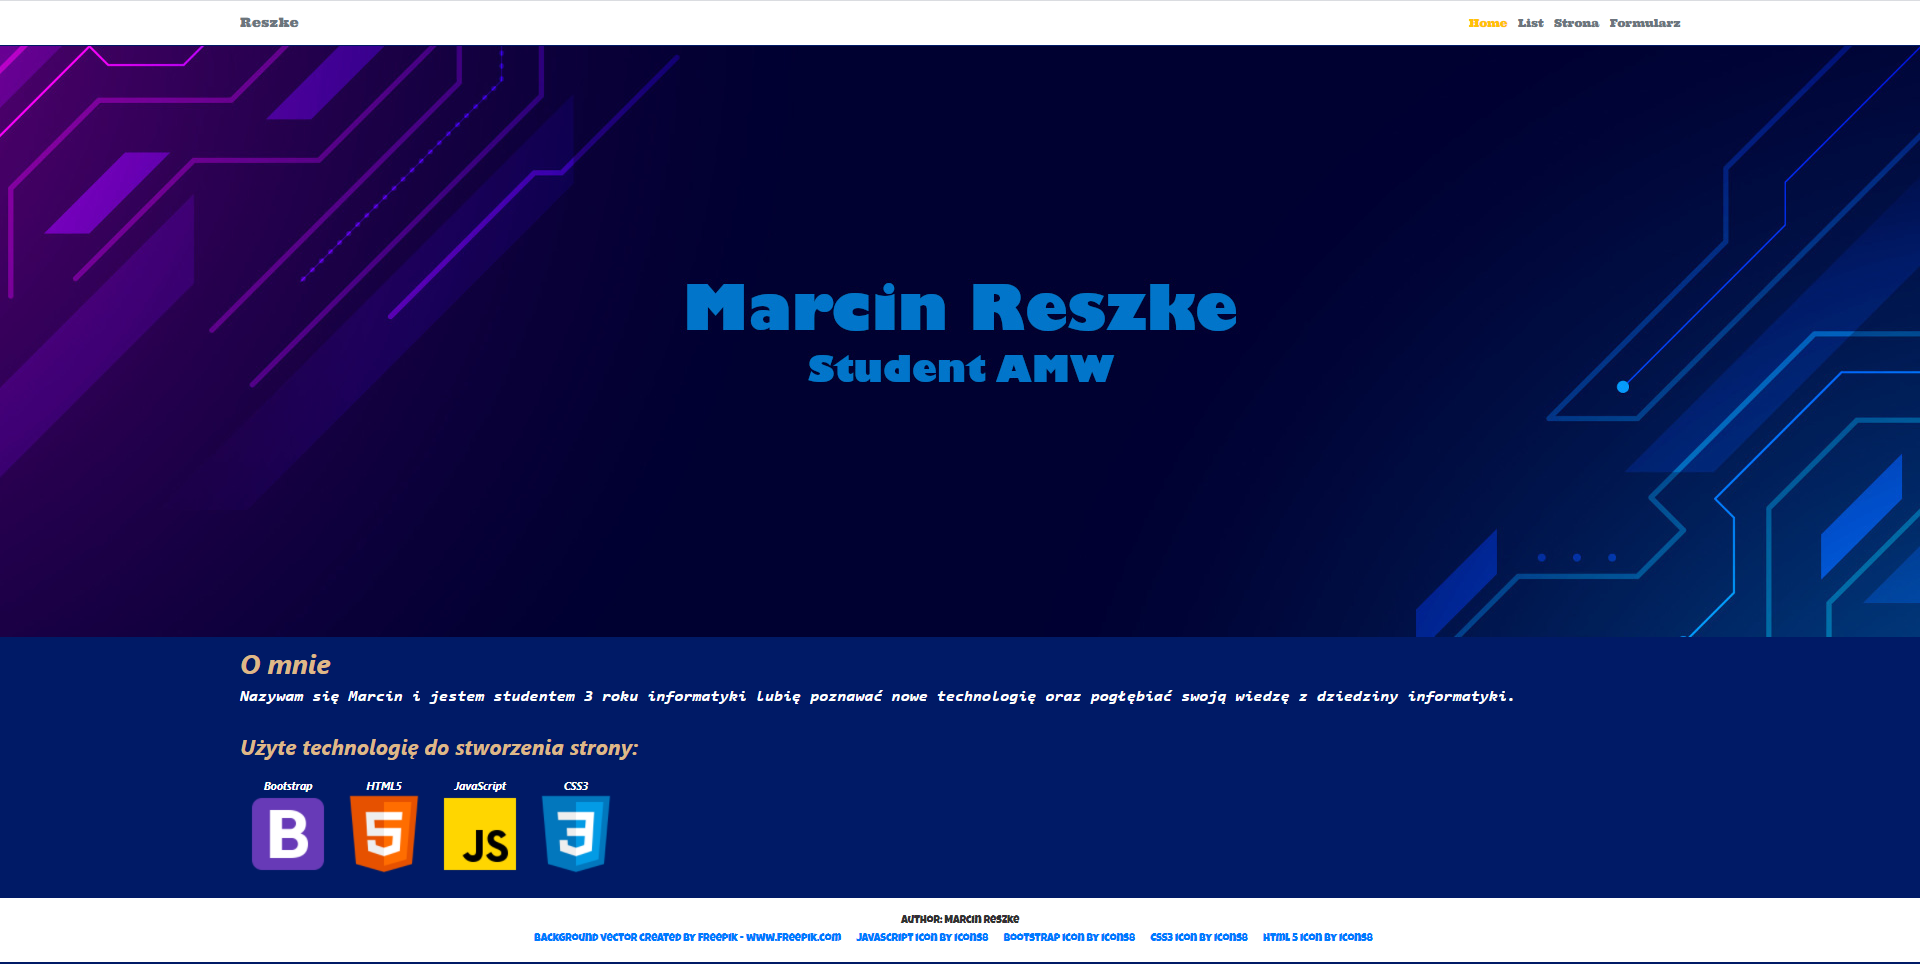 Reszke
Home List Strona Formularz
Marcin Reszke
Student AMW
O mnie
Nazywam się Marcin i jestem studentem 3 roku informatyki lubię poznawać nowe technologię oraz pogłębiać swoją wiedzę z dziedziny informatyki.
Użyte technologię do stworzenia strony:
Bootstrap HTML5 JavaScript CSS3
B 5 JS 3
Author: Marcin Reszke
Background vector created by freepik - www.freepik.com JavaScript icon by Icons8 Bootstrap icon by Icons8 CSS3 icon by Icons8 Html 5 icon by Icons8